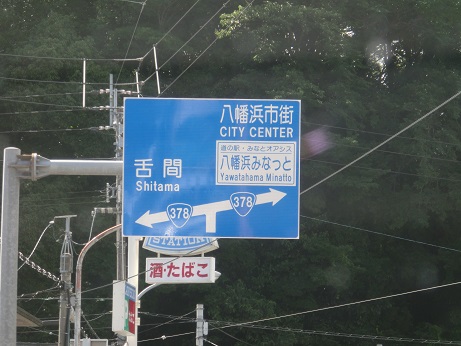 八幡浜市街
CITY CENTER
道の駅・みなとオアシス
八幡浜みなっと
Yawatahama Minatto
舌間
Shitama
378
378
STATION
酒・たばこ